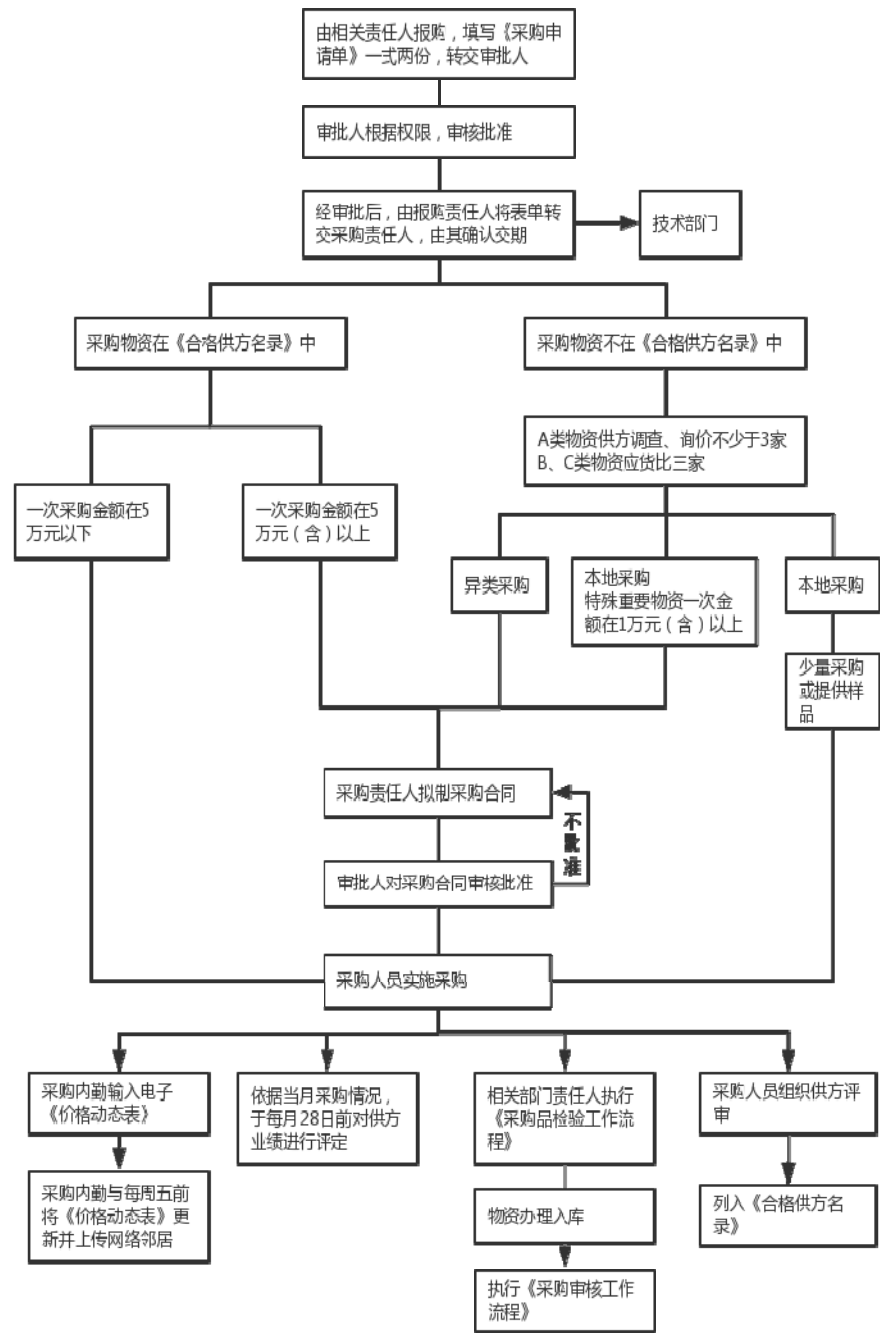 由相关责任人报购，填写《采购申
请单》一式两份，转交审批人
审批人根据权限，审核批准
经审批后，由报购责任人将表单转
交采购责任人，由其确认交期
技术部门
采购物资在《合格供方名录》中
采购物资不在《合格供方名录》中
A类物资供方调查、询价不少于3家
B、C类物资应货比三家
一次采购金额在5
万元以下
一次采购金额在5
万元（含）以上
异类采购
本地采购
特殊重要物资一次金
额在1万元（含）以上
本地采购
少量采购
或提供样
品
采购责任人拟制采购合同
不批准
审批人对采购合同审核批准
采购人员实施采购
采购内勤输入电子
《价格动态表》
依据当月采购情况，
于每月28日前对供方
业绩进行评定
相关部门责任人执行
《采购品检验工作流
程》
采购人员组织供方评
审
采购内勤与每周五前
将《价格动态表》更
新并上传网络邻居
物资办理入库
列入《合格供方名
录》
执行《采购审核工作
流程》